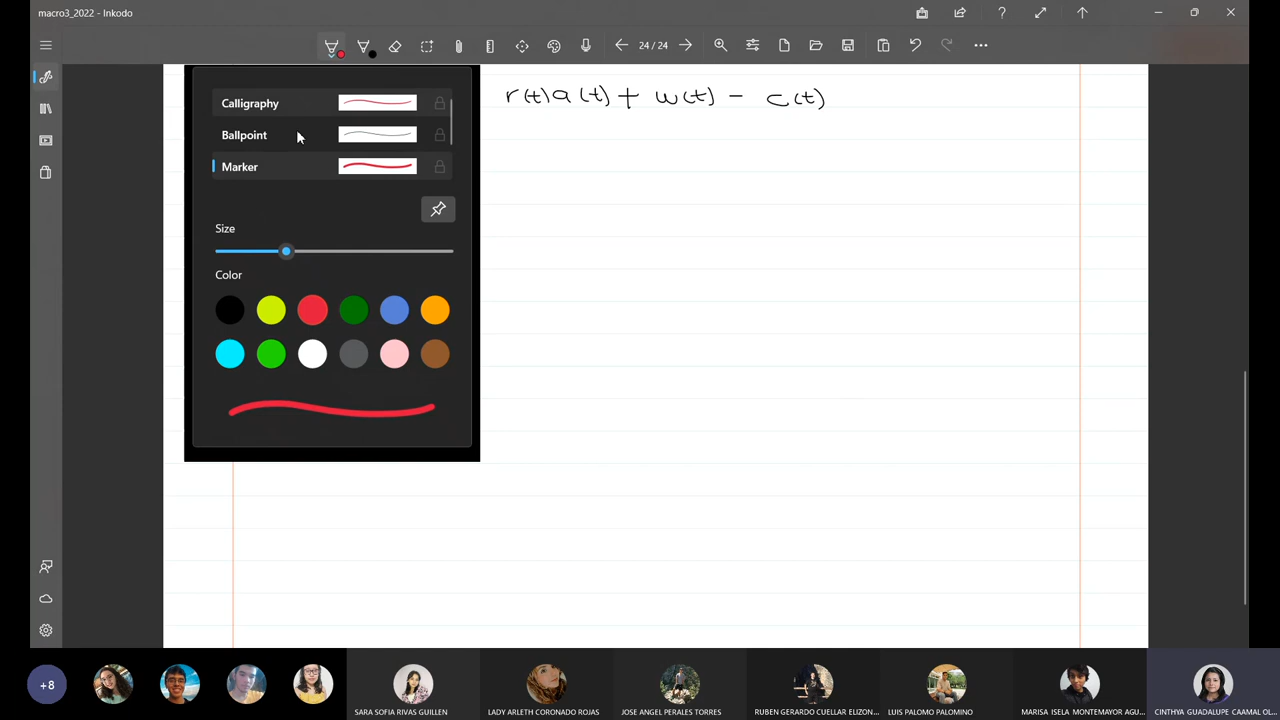 macro3_2022 - Inkodo
24 / 24
r(t)a(t) + w(t) - c(t)
Calligraphy
Ballpoint
Marker
Size
Color
+8
SARA SOFIA RIVAS GUILLEN
LADY ARLETH CORONADO ROJAS
JOSE ANGEL PERALES TORRES
RUBEN GERARDO CUELLAR ELIZON...
LUIS PALOMO PALOMINO
MARISA ISELA MONTEMAYOR AGU...
CINTHYA GUADALUPE CAAMAL OL...